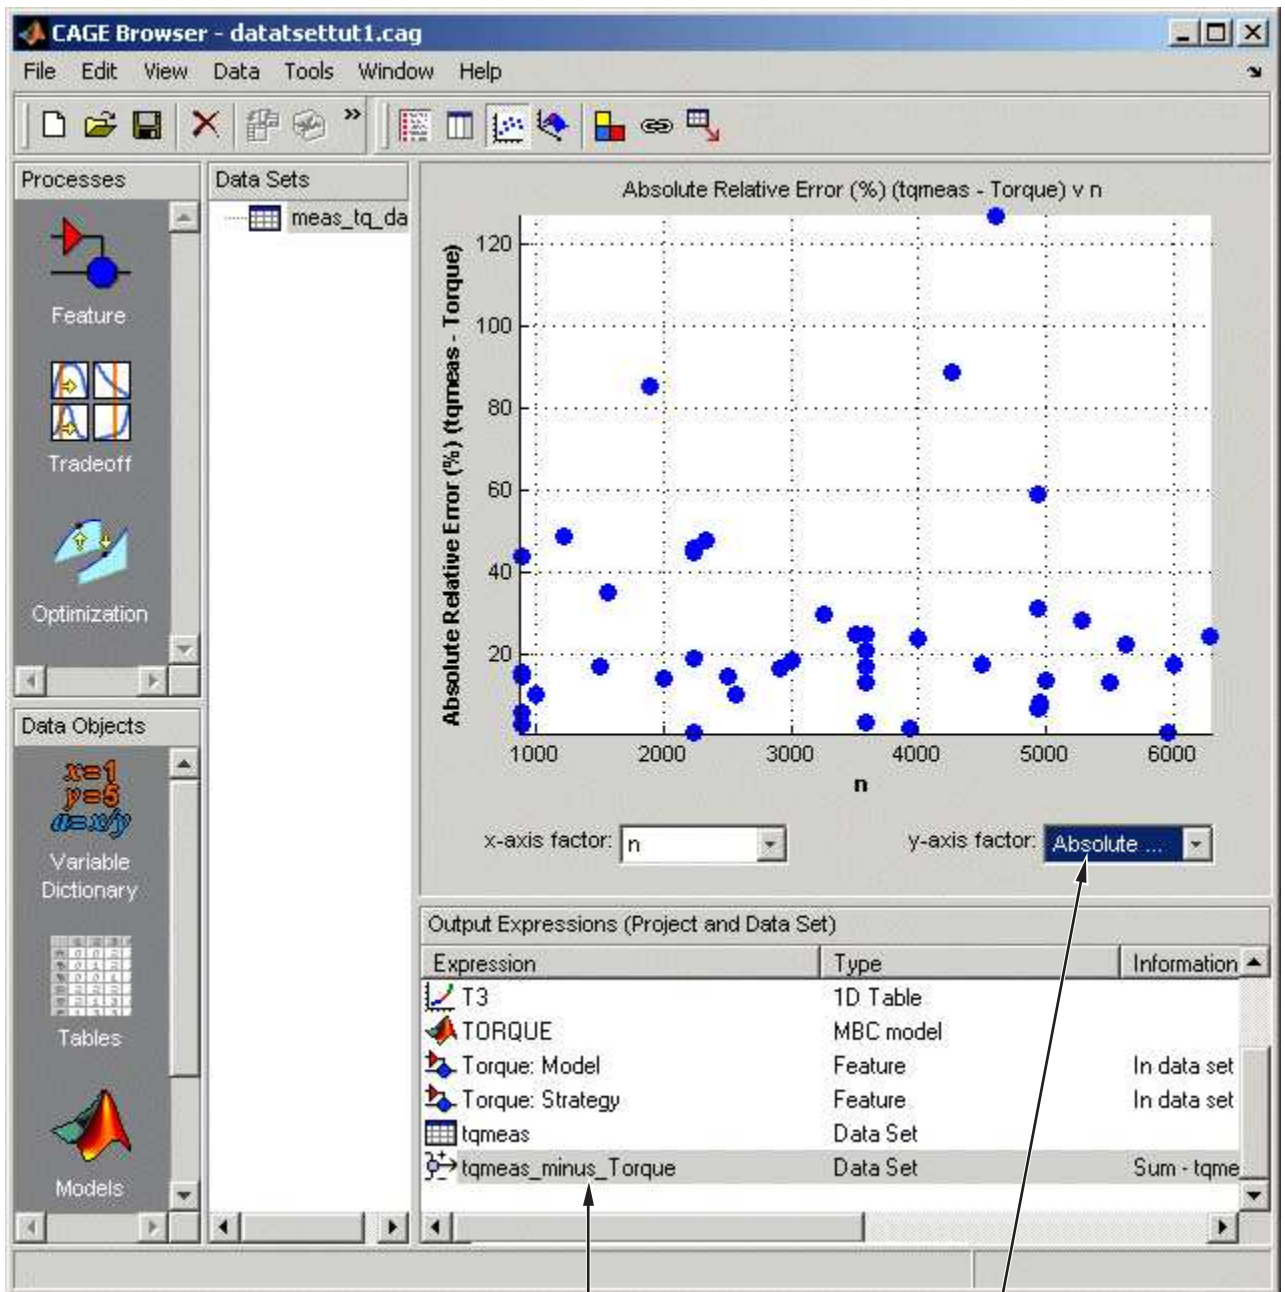 CAGE Browser - datatsettut1.cag
File Edit View Data Tools Window Help
Processes
Feature
Tradeoff
Optimization
Data Objects
x=1
y=5
a=x/y
Variable
Dictionary
Tables
Models
Data Sets
meas_tq_da
Absolute Relative Error (%) (tqmeas - Torque) v n
Absolute Relative Error (%) (tqmeas - Torque)
120
100
80
60
40
20
1000 2000 3000 4000 5000 6000
n
x-axis factor: n y-axis factor: Absolute ...
Output Expressions (Project and Data Set)
Expression Type Information
T3 1D Table
TORQUE MBC model
Torque: Model Feature In data set
Torque: Strategy Feature In data set
tqmeas Data Set
tqmeas_minus_Torque Data Set Sum - tqme